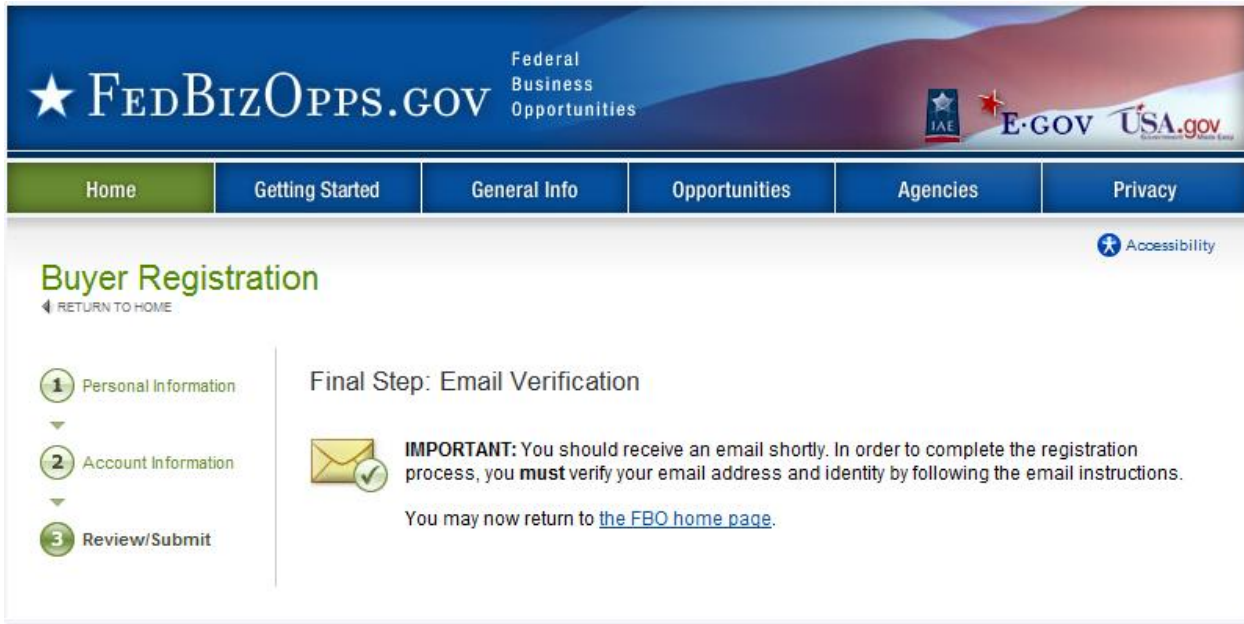 ★ FEDBIZOPPS.GOV
Federal
Business
Opportunities
IAE
E-GOV
USA.gov
Government Made Easy
Home
Getting Started
General Info
Opportunities
Agencies
Privacy
Accessibility
Buyer Registration
RETURN TO HOME
1 Personal Information
2 Account Information
3 Review/Submit
Final Step: Email Verification
IMPORTANT: You should receive an email shortly. In order to complete the registration
process, you must verify your email address and identity by following the email instructions.
You may now return to the FBO home page.